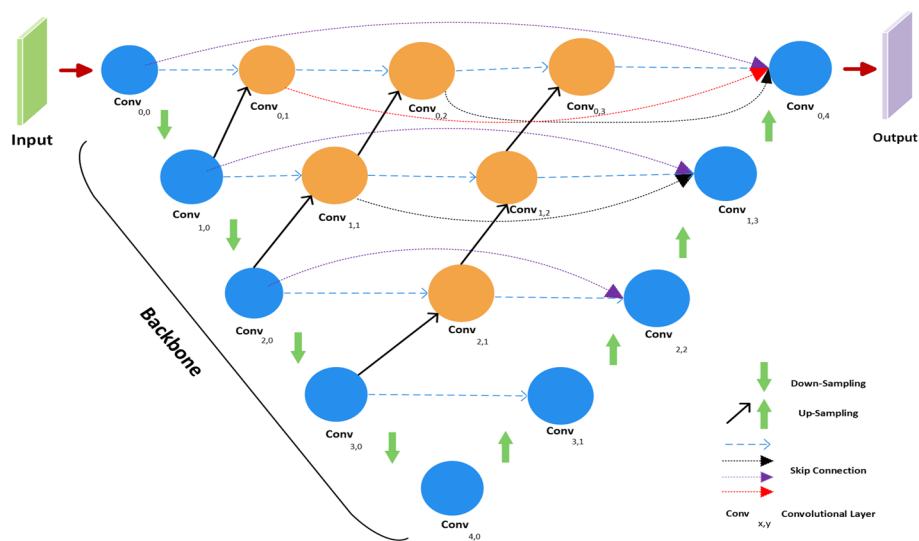 Input
Conv 0,0
Conv 0,1
Conv 0,2
Conv 0,3
Conv 0,4
Output
Conv 1,0
Conv 1,1
Conv 1,2
Conv 1,3
Backbone
Conv 2,0
Conv 2,1
Conv 2,2
Conv 3,0
Conv 3,1
Conv 4,0
Down-Sampling
Up-Sampling
Skip Connection
Conv x,y Convolutional Layer